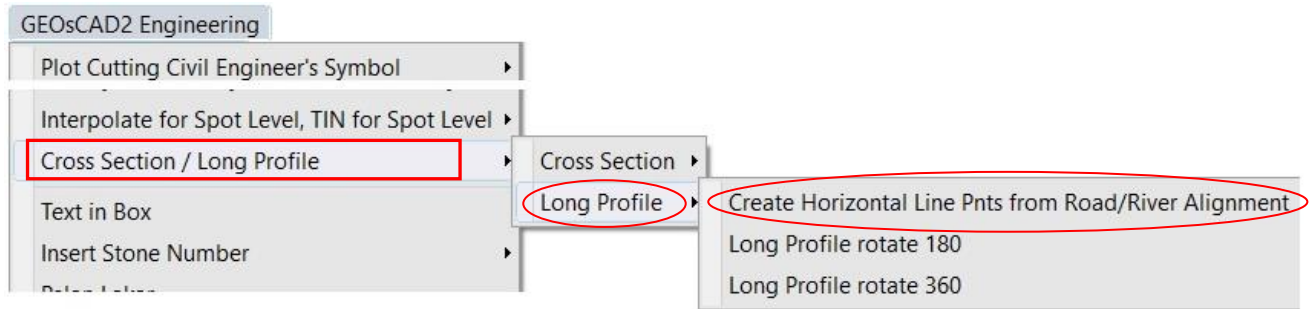 GEOsCAD2 Engineering
Plot Cutting Civil Engineer's Symbol
Interpolate for Spot Level, TIN for Spot Level
Cross Section / Long Profile
Text in Box
Insert Stone Number
Cross Section
Long Profile
Create Horizontal Line Pnts from Road/River Alignment
Long Profile rotate 180
Long Profile rotate 360